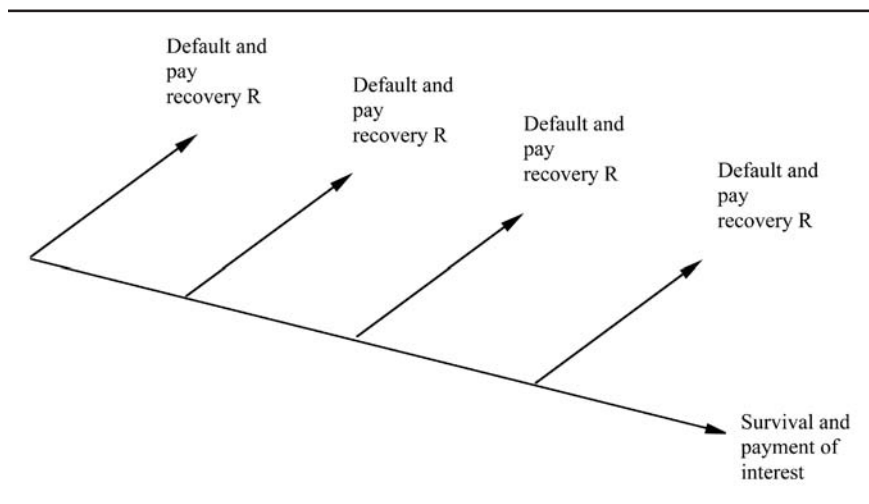 Default and
pay
recovery R
Default and
pay
recovery R
Default and
pay
recovery R
Default and
pay
recovery R
Survival and
payment of
interest